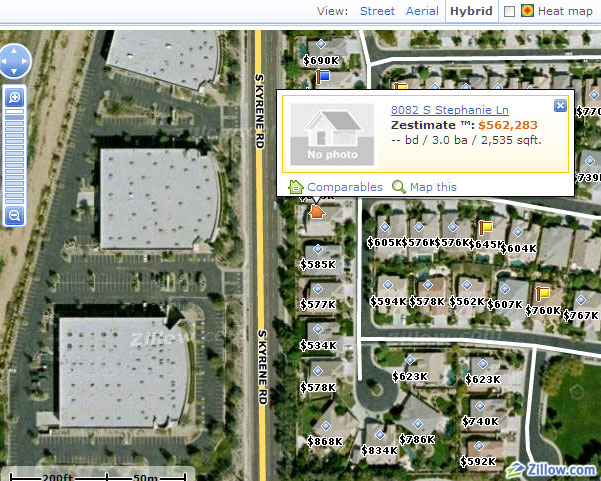 View: Street Aerial Hybrid Heat map
$690K
8082 S Stephanie Ln
No photo
Zestimate ™: $562,283
-- bd / 3.0 ba / 2,535 sqft.
Comparables Map this
S KYRENE RD
$739K
$605K $576K $576K $645K $604K
$585K
$577K
$594K $578K $562K $607K $760K $767K
$534K
S KYRENE RD
$578K
$623K $623K
$740K
$868K $834K $786K
$592K
Zillow.com
200ft 50m